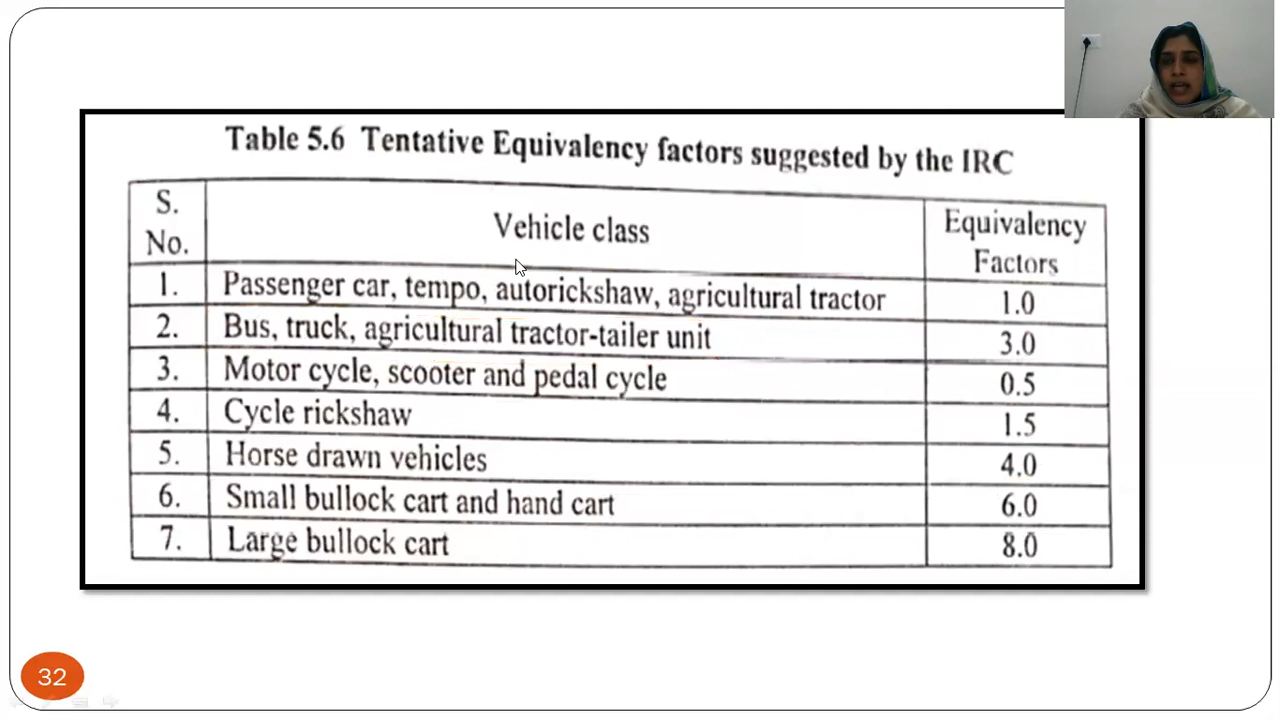 Table 5.6 Tentative Equivalency factors suggested by the IRC
S. No. Vehicle class Equivalency Factors
1. Passenger car, tempo, autorickshaw, agricultural tractor 1.0
2. Bus, truck, agricultural tractor-tailer unit 3.0
3. Motor cycle, scooter and pedal cycle 0.5
4. Cycle rickshaw 1.5
5. Horse drawn vehicles 4.0
6. Small bullock cart and hand cart 6.0
7. Large bullock cart 8.0
32